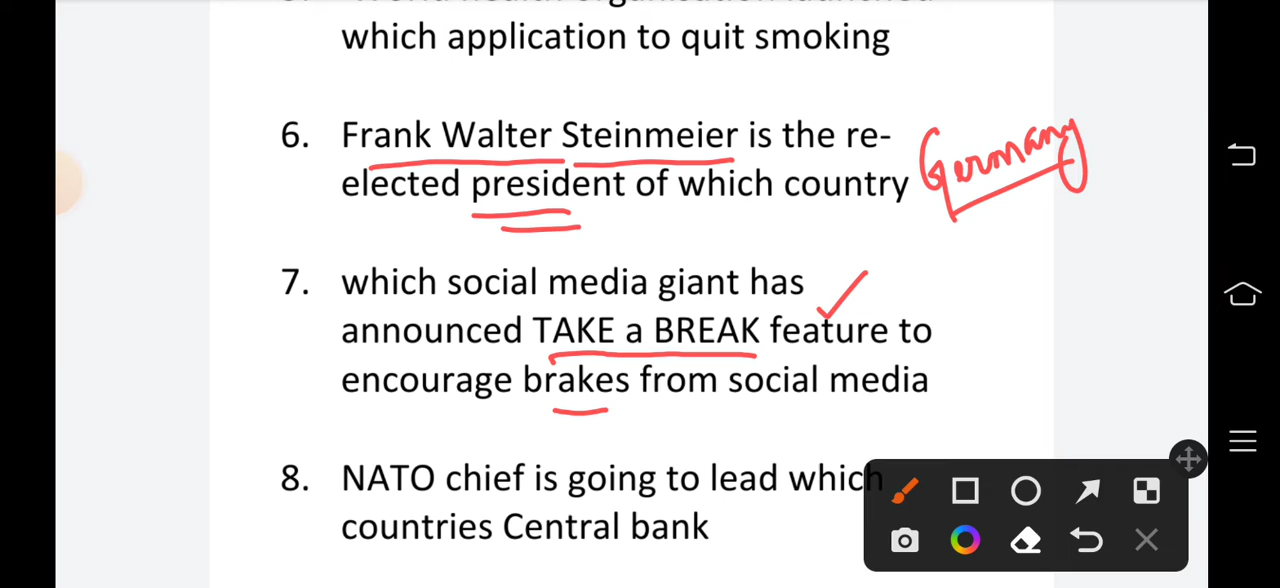 which application to quit smoking
6. Frank Walter Steinmeier is the re-
elected president of which country
Germany
7. which social media giant has
announced TAKE a BREAK feature to
encourage brakes from social media
8. NATO chief is going to lead which
countries Central bank